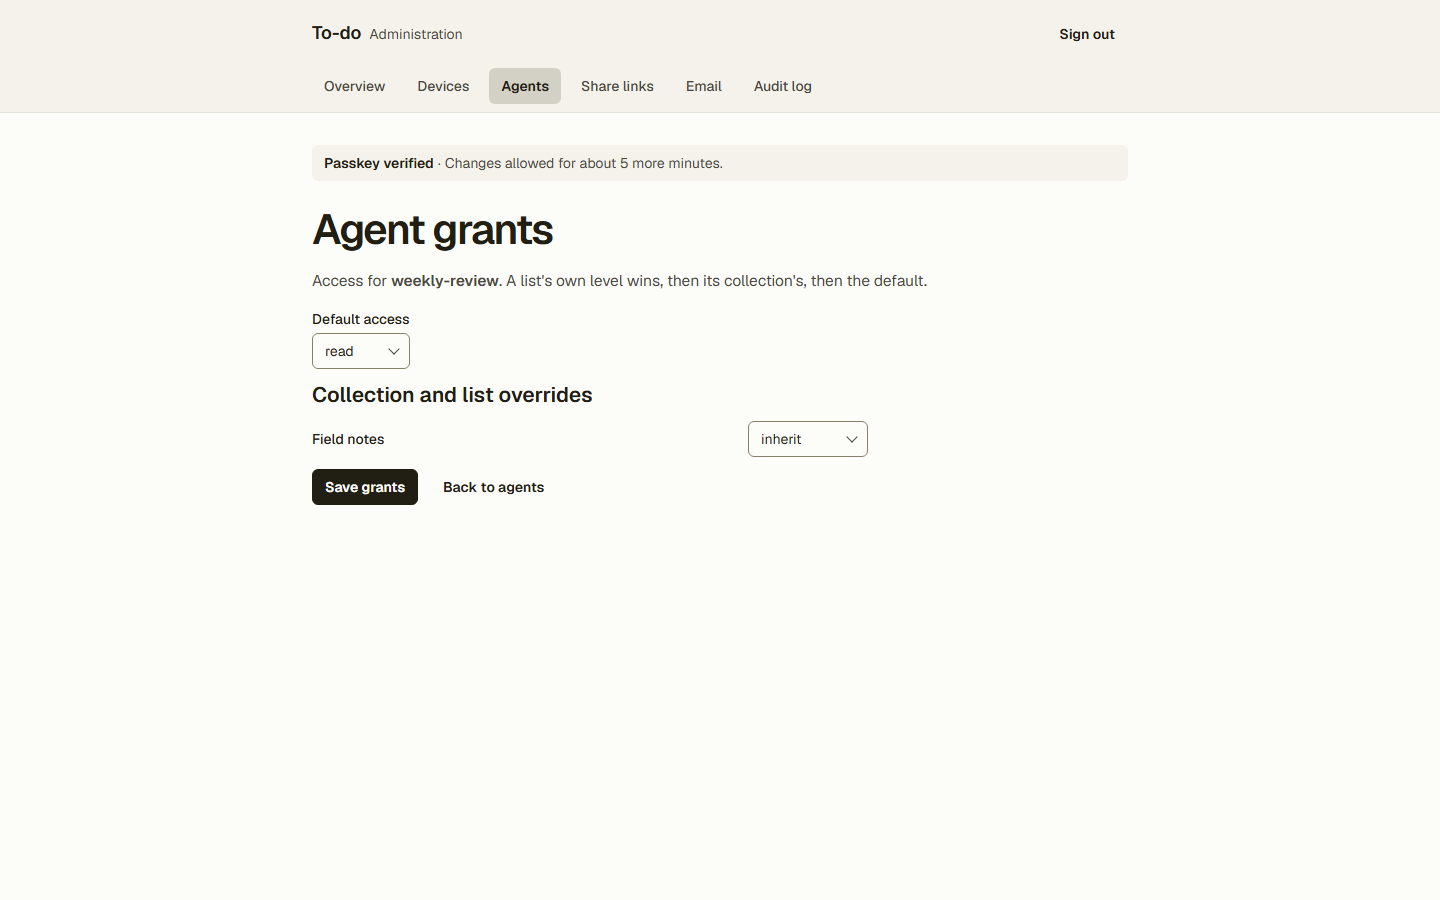 To-do Administration
Sign out
Overview Devices Agents Share links Email Audit log
Passkey verified · Changes allowed for about 5 more minutes.
Agent grants
Access for weekly-review. A list's own level wins, then its collection's, then the default.
Default access
read
Collection and list overrides
Field notes inherit
Save grants Back to agents